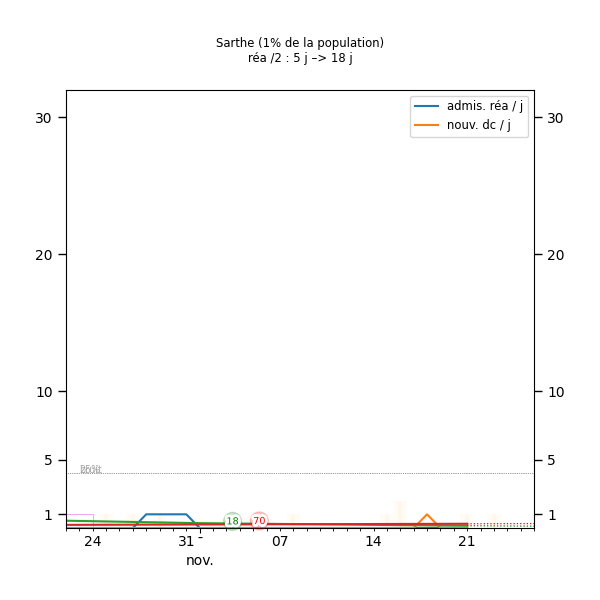 Sarthe (1% de la population)
réa /2 : 5 j –> 18 j
admis. réa / j
nouv. dc / j
30 30
20 20
10 10
5 5
1 1
18 70
24 31 - 07 14 21
nov.